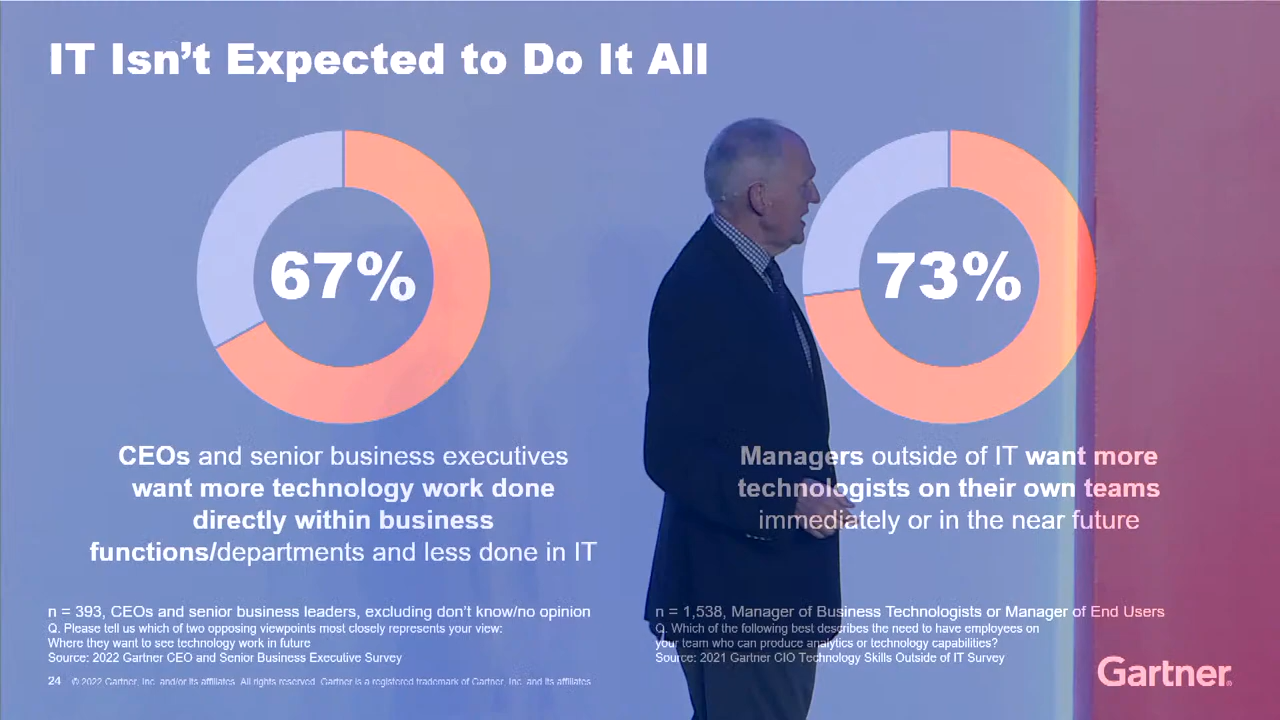 IT Isn’t Expected to Do It All
67%
CEOs and senior business executives
want more technology work done
directly within business
functions/departments and less done in IT
n = 393, CEOs and senior business leaders, excluding don’t know/no opinion
Q. Please tell us which of two opposing viewpoints most closely represents your view:
Where they want to see technology work in future
Source: 2022 Gartner CEO and Senior Business Executive Survey
73%
Managers outside of IT want more
technologists on their own teams
immediately or in the near future
n = 1,538, Manager of Business Technologists or Manager of End Users
Q. Which of the following best describes the need to have employees on
your team who can produce analytics or technology capabilities?
Source: 2021 Gartner CIO Technology Skills Outside of IT Survey
24 © 2022 Gartner, Inc. and/or its affiliates. All rights reserved. Gartner is a registered trademark of Gartner, Inc. and its affiliates
Gartner®